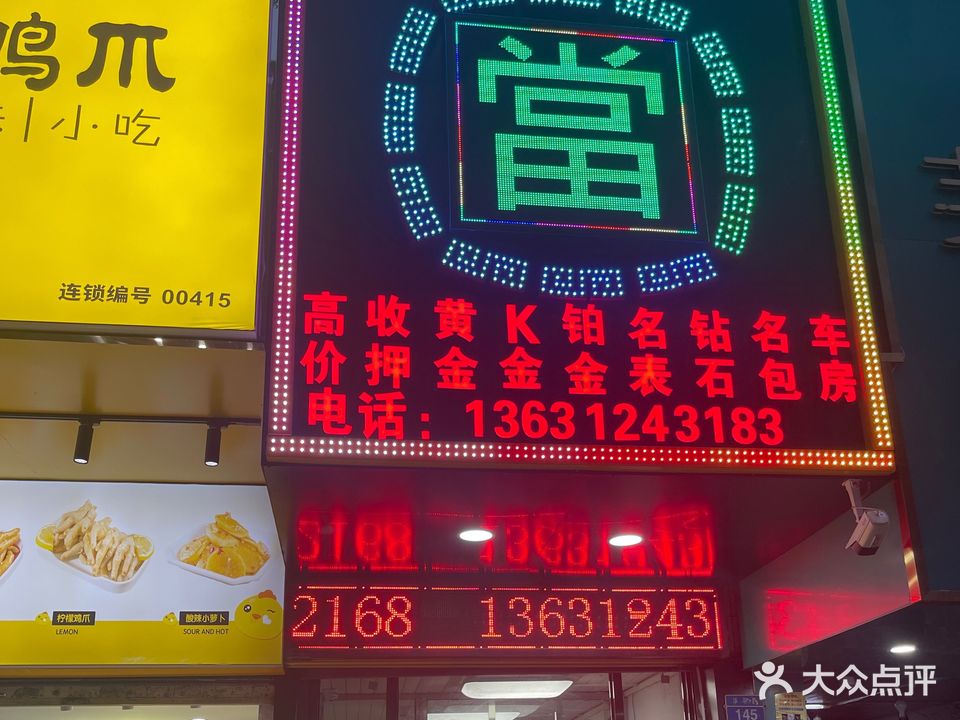 鸡爪
小吃
连锁编号 00415
當
高收黄K铂名钻名车
价押金金金表石包房
电话：13631243183
2168 13631243
柠檬鸡爪
LEMON
酸辣小萝卜
SOUR AND HOT
145
大众点评